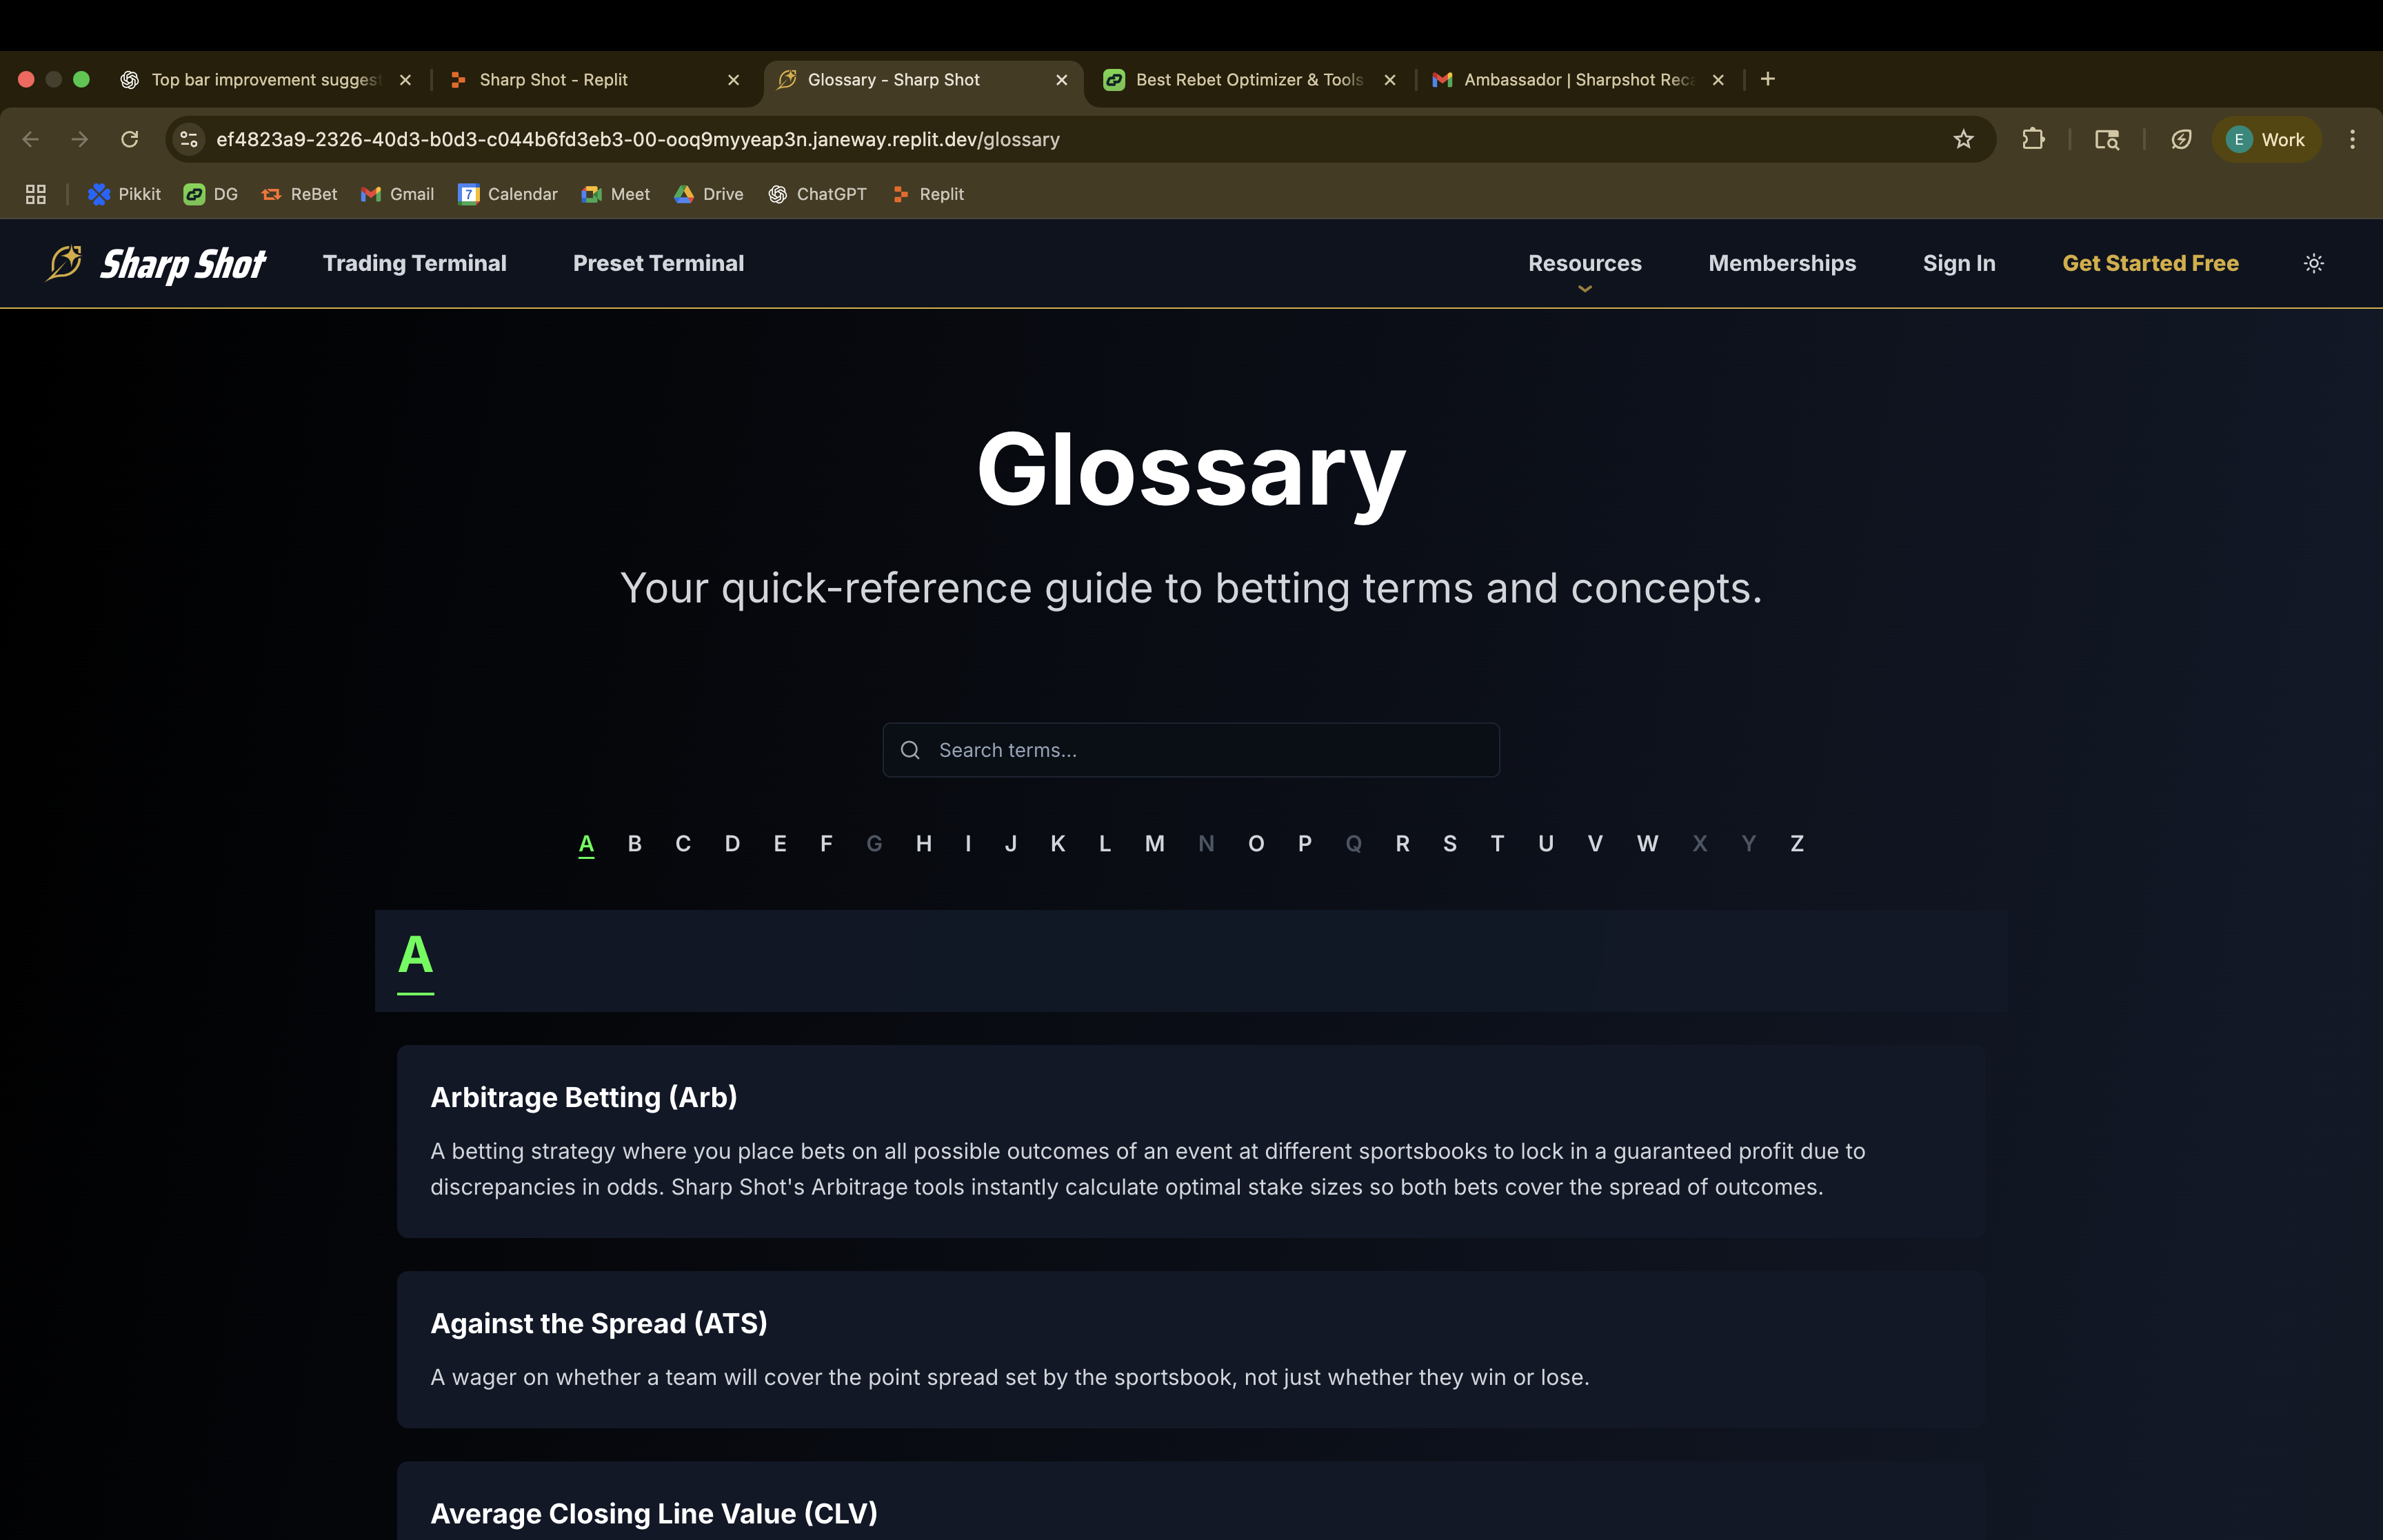 Top bar improvement suggest
Sharp Shot - Replit
Glossary - Sharp Shot
Best Rebet Optimizer & Tools
Ambassador | Sharpshot Reca
ef4823a9-2326-40d3-b0d3-c044b6fd3eb3-00-ooq9myyeap3n.janeway.replit.dev/glossary
E Work
Pikkit
DG
ReBet
Gmail
7 Calendar
Meet
Drive
ChatGPT
Replit
Sharp Shot
Trading Terminal
Preset Terminal
Resources
Memberships
Sign In
Get Started Free
Glossary
Your quick-reference guide to betting terms and concepts.
Search terms...
A B C D E F G H I J K L M N O P Q R S T U V W X Y Z
A
Arbitrage Betting (Arb)
A betting strategy where you place bets on all possible outcomes of an event at different sportsbooks to lock in a guaranteed profit due to
discrepancies in odds. Sharp Shot's Arbitrage tools instantly calculate optimal stake sizes so both bets cover the spread of outcomes.
Against the Spread (ATS)
A wager on whether a team will cover the point spread set by the sportsbook, not just whether they win or lose.
Average Closing Line Value (CLV)